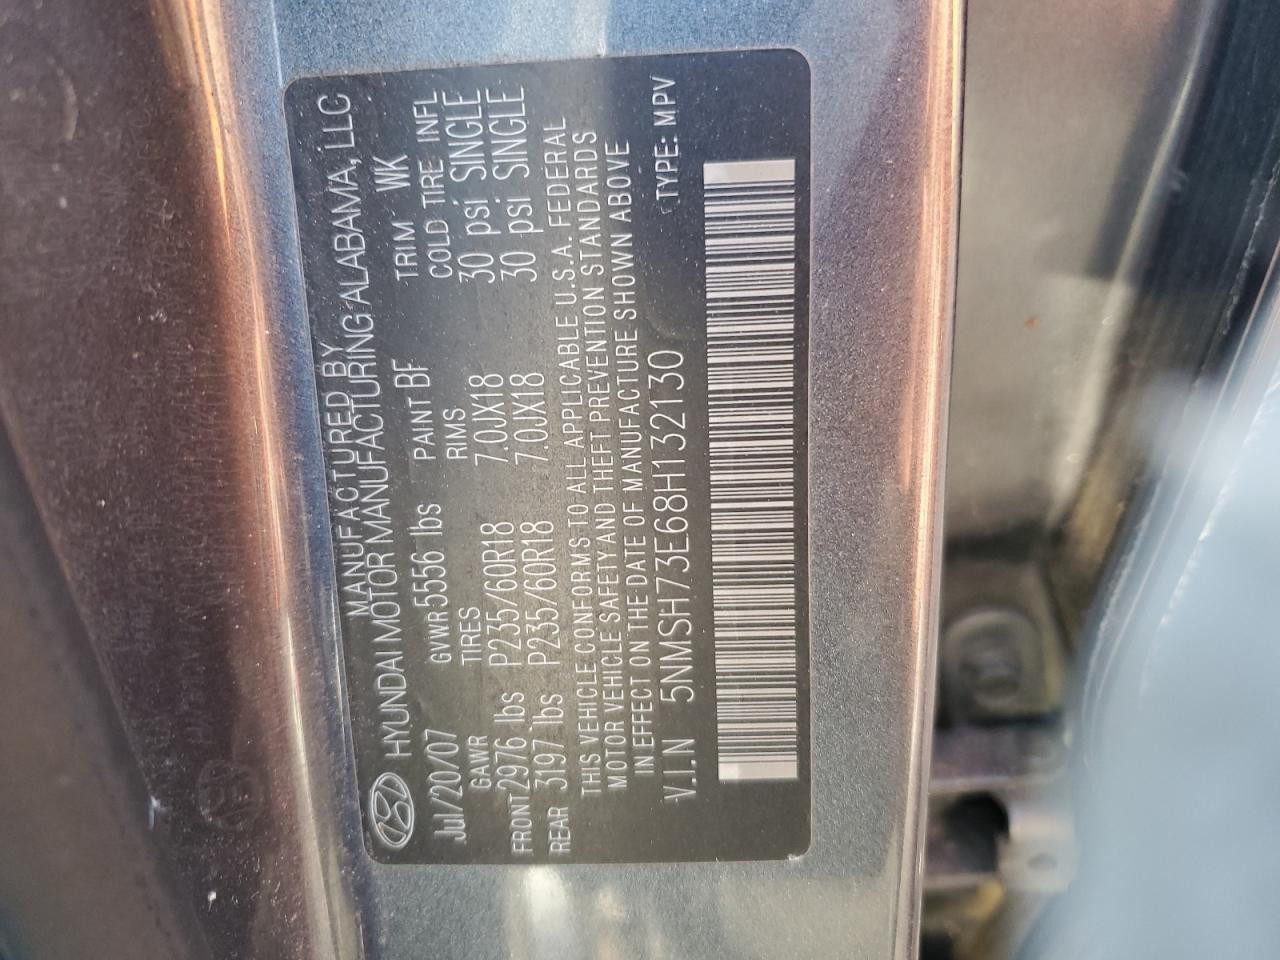 MANUFACTURED BY
HYUNDAI MOTOR MANUFACTURING ALABAMA, LLC
Jul/20/07 GVWR 5556 lbs PAINT BF TRIM WK
GAWR TIRES RIMS COLD TIRE INFL
FRONT 2976 lbs P235/60R18 7.0JX18 30 psi SINGLE
REAR 3197 lbs P235/60R18 7.0JX18 30 psi SINGLE
THIS VEHICLE CONFORMS TO ALL APPLICABLE U.S.A. FEDERAL
MOTOR VEHICLE SAFETY AND THEFT PREVENTION STANDARDS
IN EFFECT ON THE DATE OF MANUFACTURE SHOWN ABOVE
V.I.N 5NMSH73E68H132130 TYPE: MPV